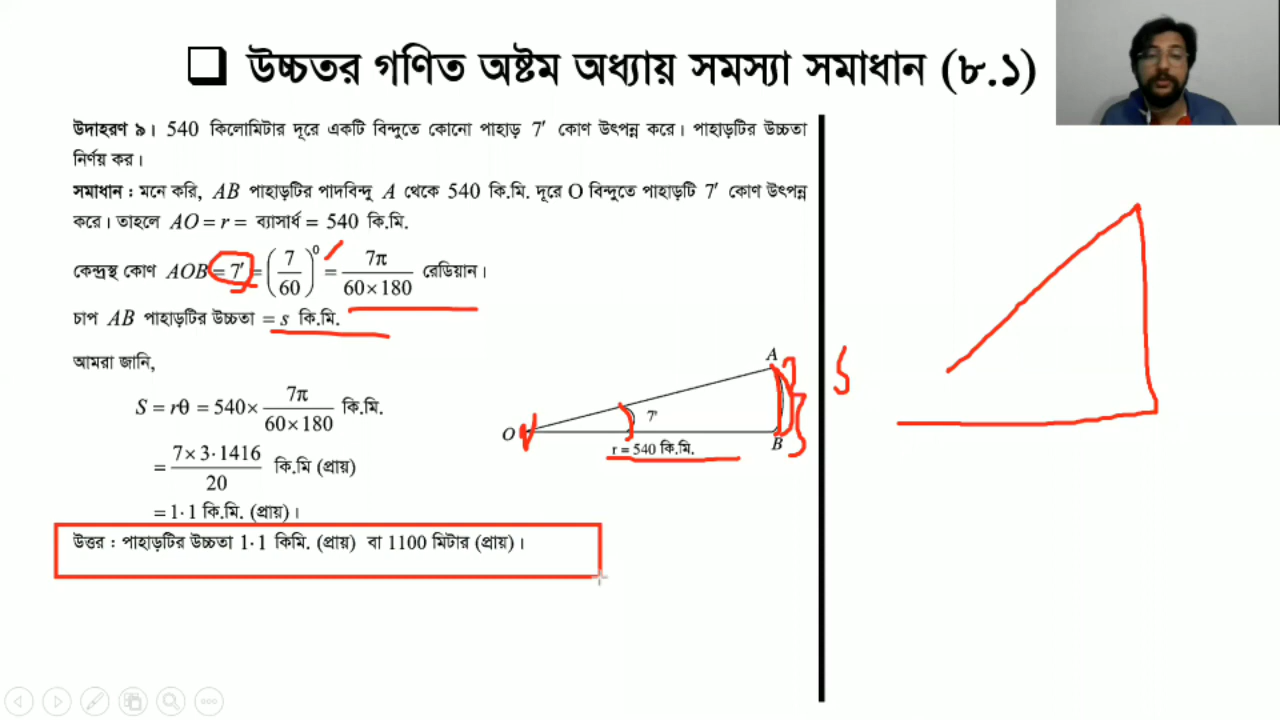 ❑ উচ্চতর গণিত অষ্টম অধ্যায় সমস্যা সমাধান (৮.১)
উদাহরণ ৯। 540 কিলোমিটার দূরে একটি বিন্দুতে কোনো পাহাড় 7′ কোণ উৎপন্ন করে। পাহাড়টির উচ্চতা
নির্ণয় কর।
সমাধান : মনে করি, AB পাহাড়টির পাদবিন্দু A থেকে 540 কি.মি. দূরে O বিন্দুতে পাহাড়টি 7′ কোণ উৎপন্ন
করে। তাহলে AO = r = ব্যাসার্ধ = 540 কি.মি.
কেন্দ্রস্থ কোণ AOB = 7′ = (7/60)⁰ = 7π/(60×180) রেডিয়ান।
চাপ AB পাহাড়টির উচ্চতা = s কি.মি.
আমরা জানি,
S = rθ = 540 × 7π/(60×180) কি.মি.
= 7×3·1416/20 কি.মি (প্রায়)
= 1·1 কি.মি. (প্রায়)।
উত্তর : পাহাড়টির উচ্চতা 1·1 কিমি. (প্রায়) বা 1100 মিটার (প্রায়)।
A
S
O
7′
B
r = 540 কি.মি.